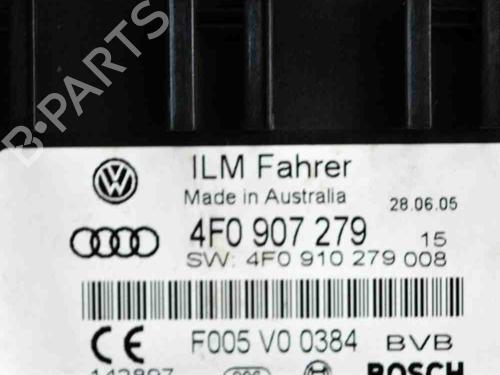 B-PARTS
ILM Fahrer
Made in Australia
28.06.05
4F0 907 279 15
SW: 4F0 910 279 008
F005 V0 0384 BVB
142897
BOSCH